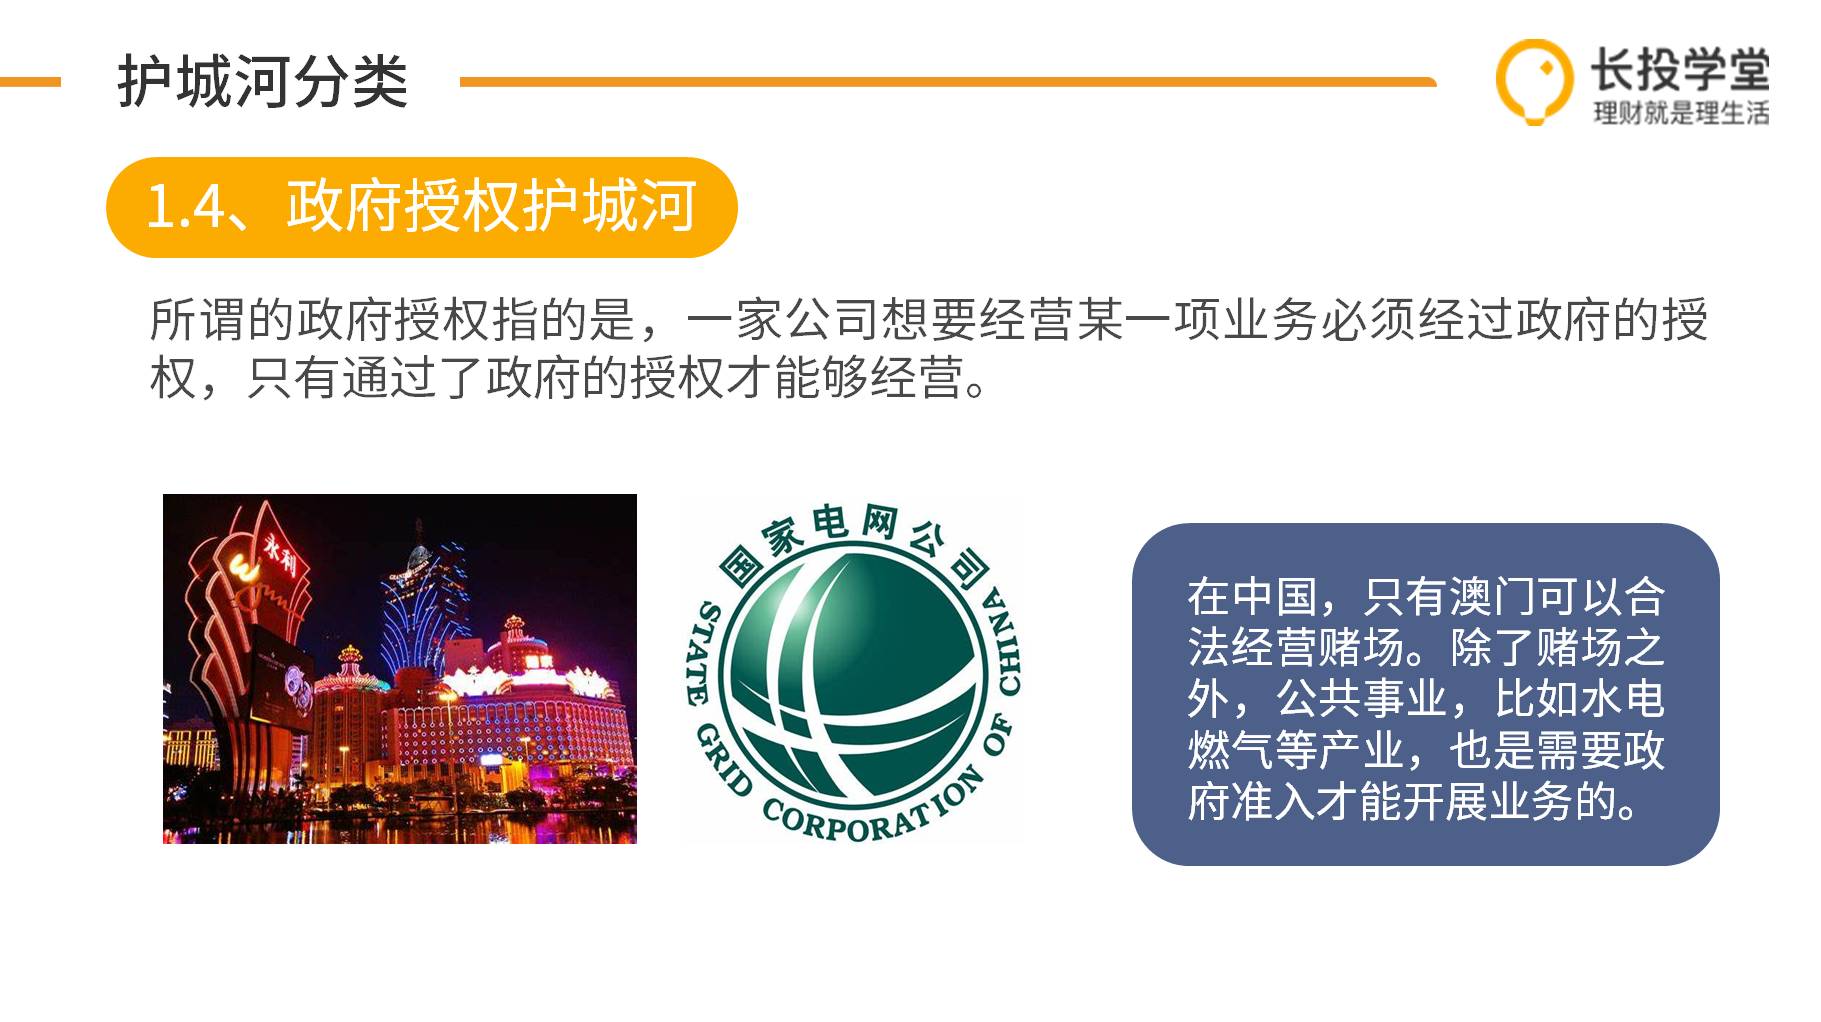 护城河分类
长投学堂
理财就是理生活
1.4、政府授权护城河
所谓的政府授权指的是，一家公司想要经营某一项业务必须经过政府的授
权，只有通过了政府的授权才能够经营。
永利
Wynn
国家电网公司
STATE GRID CORPORATION OF CHINA
在中国，只有澳门可以合
法经营赌场。除了赌场之
外，公共事业，比如水电
燃气等产业，也是需要政
府准入才能开展业务的。